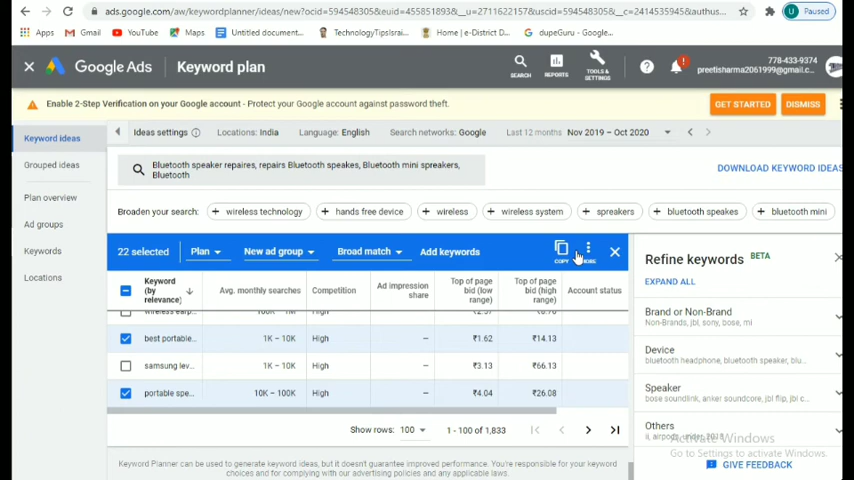 ads.google.com/aw/keywordplanner/ideas/new?ocid=594548305&euid=455851893&__u=2711622157&uscid=594548305&__c=2414535945&authus...
U Paused
Apps Gmail YouTube Maps Untitled document... TechnologyTipsIsrai... Home | e-District D... dupeGuru - Google...
Google Ads Keyword plan
SEARCH REPORTS TOOLS & SETTINGS
778-433-9374
preetisharma2061999@gmail.c...
Enable 2-Step Verification on your Google account - Protect your Google account against password theft.
GET STARTED DISMISS
Keyword ideas
Grouped ideas
Plan overview
Ad groups
Keywords
Locations
Ideas settings Locations: India Language: English Search networks: Google Last 12 months Nov 2019 – Oct 2020
Bluetooth speaker repaires, repairs Bluetooth speakes, Bluetooth mini spreakers,
Bluetooth
DOWNLOAD KEYWORD IDEAS
Broaden your search: + wireless technology + hands free device + wireless + wireless system + spreakers + bluetooth speakes + bluetooth mini
22 selected Plan New ad group Broad match Add keywords COPY MORE
Keyword (by relevance) Avg. monthly searches Competition Ad impression share Top of page bid (low range) Top of page bid (high range) Account status
best portable... 1K – 10K High – ₹1.62 ₹14.13
samsung lev... 1K – 10K High – ₹3.13 ₹66.13
portable spe... 10K – 100K High – ₹4.04 ₹26.08
Show rows: 100 1 - 100 of 1,833
Keyword Planner can be used to generate keyword ideas, but it doesn't guarantee improved performance. You're responsible for your keyword
choices and for complying with our advertising policies and any applicable laws.
Refine keywords BETA
EXPAND ALL
Brand or Non-Brand
Non-Brands, jbl, sony, bose, mi
Device
bluetooth headphone, bluetooth speaker, blu...
Speaker
bose soundlink, anker soundcore, jbl flip, jbl c...
Others
Activate Windows
Go to Settings to activate Windows.
GIVE FEEDBACK